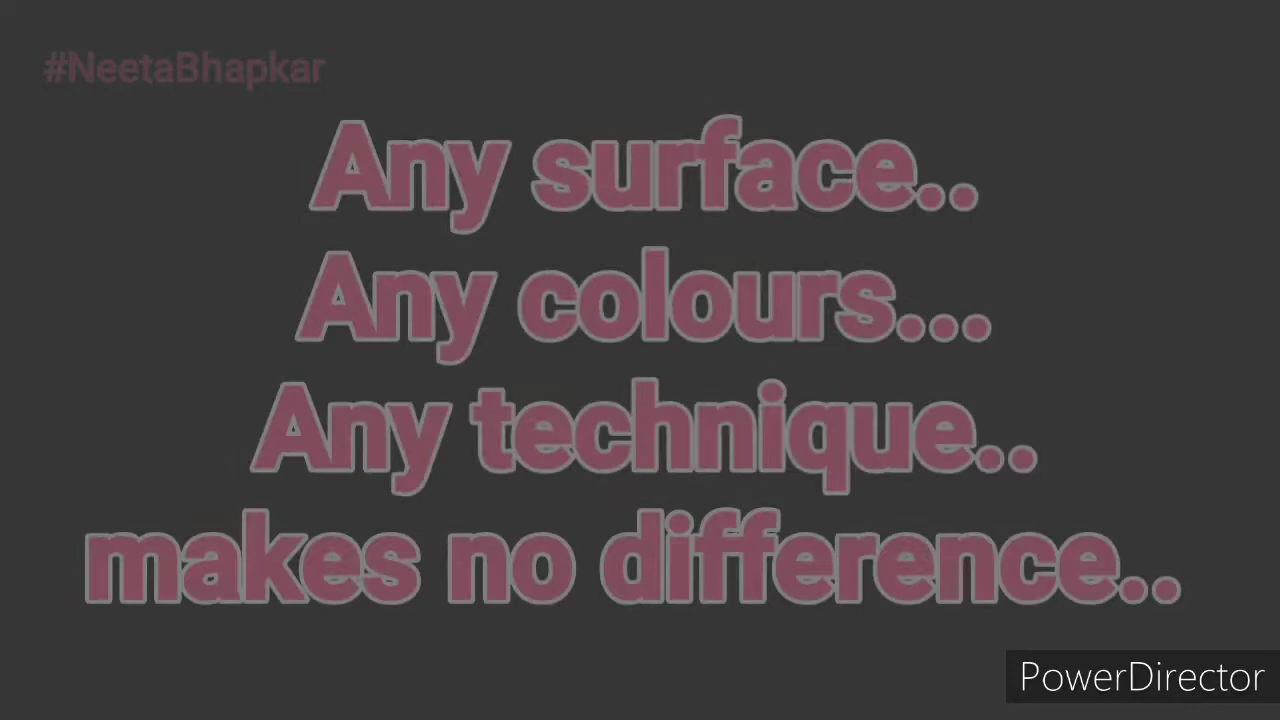 #NeetaBhapkar
Any surface..
Any colours...
Any technique..
makes no difference..
PowerDirector